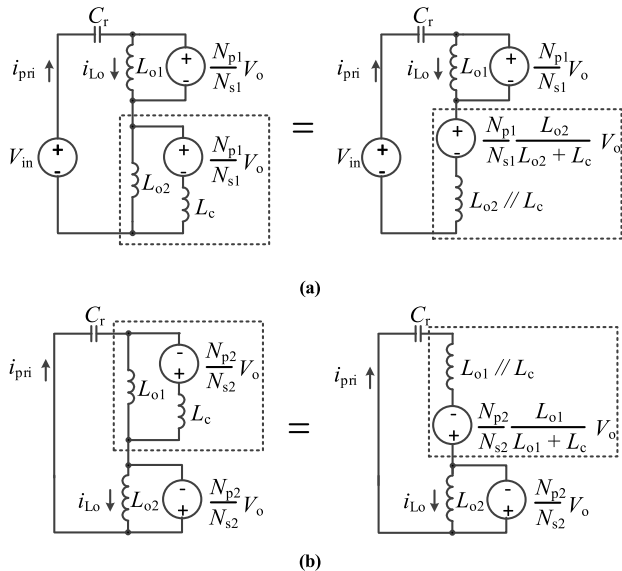 C_r
i_pri
i_Lo
L_o1
+
-
N_p1/N_s1 V_o
V_in
+
-
L_o2
+
-
N_p1/N_s1 V_o
L_c
=
C_r
i_pri
i_Lo
L_o1
+
-
N_p1/N_s1 V_o
V_in
+
-
+
-
N_p1/N_s1 L_o2/L_o2 + L_c V_o
L_o2 // L_c
(a)
C_r
i_pri
L_o1
-
+
N_p2/N_s2 V_o
L_c
i_Lo
L_o2
-
+
N_p2/N_s2 V_o
=
C_r
i_pri
L_o1 // L_c
-
+
N_p2/N_s2 L_o1/L_o1 + L_c V_o
i_Lo
L_o2
-
+
N_p2/N_s2 V_o
(b)